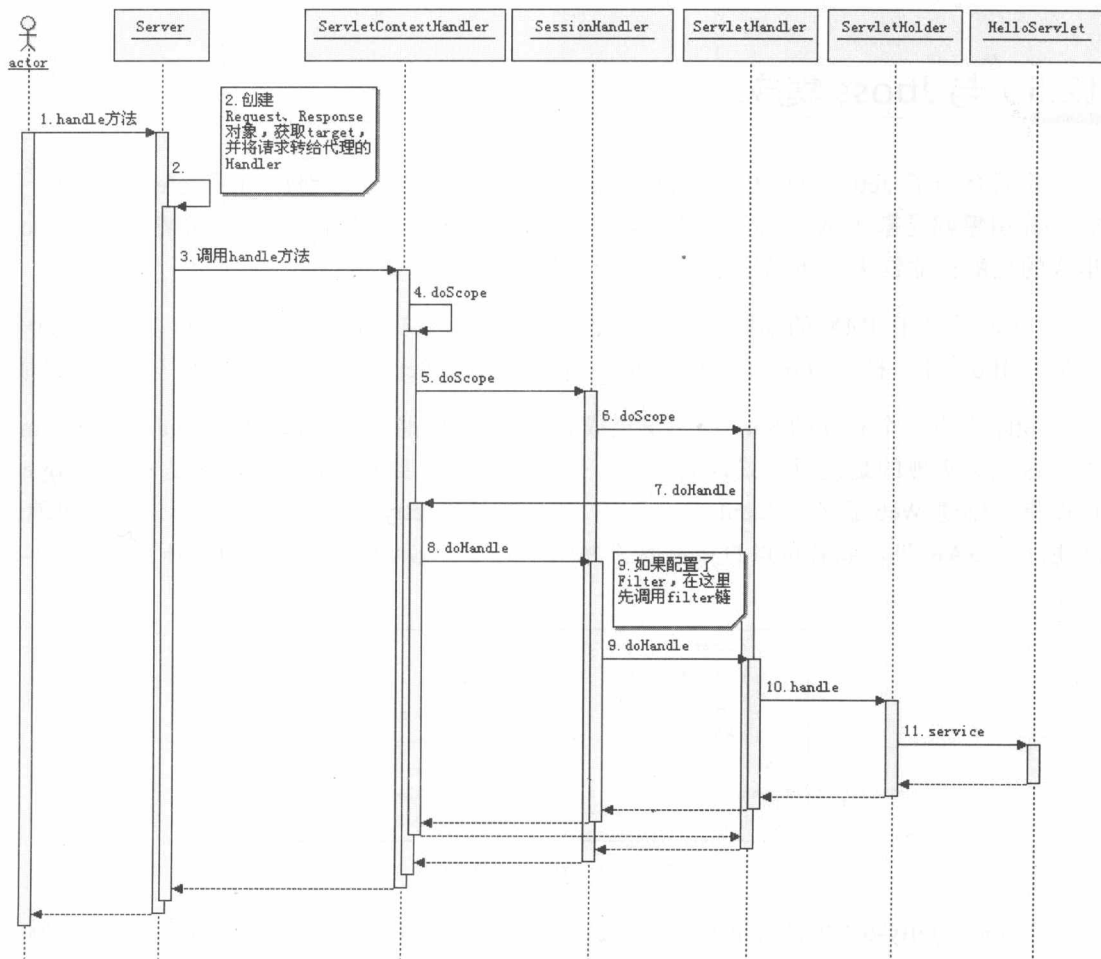 Server
ServletContextHandler
SessionHandler
ServletHandler
ServletHolder
HelloServlet
actor
1.handle方法
2.创建
Request、Response
对象，获取target，
并将请求转给代理的
Handler
2.
3.调用handle方法
4.doScope
5.doScope
6.doScope
7.doHandle
8.doHandle
9.如果配置了
Filter，在这里
先调用filter链
9.doHandle
10.handle
11.service